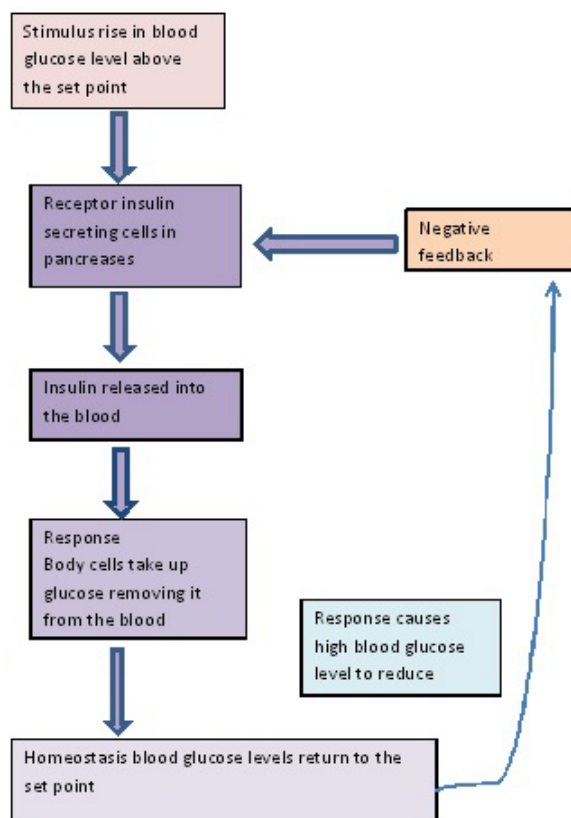 Stimulus rise in blood
glucose level above
the set point
Receptor insulin
secreting cells in
pancreases
Negative
feedback
Insulin released into
the blood
Response
Body cells take up
glucose removing it
from the blood
Response causes
high blood glucose
level to reduce
Homeostasis blood glucose levels return to the
set point